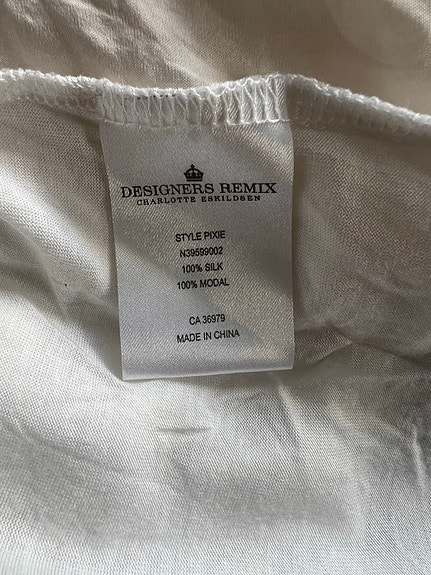 DESIGNERS REMIX
CHARLOTTE ESKILDSEN
STYLE PIXIE
N39599002
100% SILK
100% MODAL
CA 36979
MADE IN CHINA